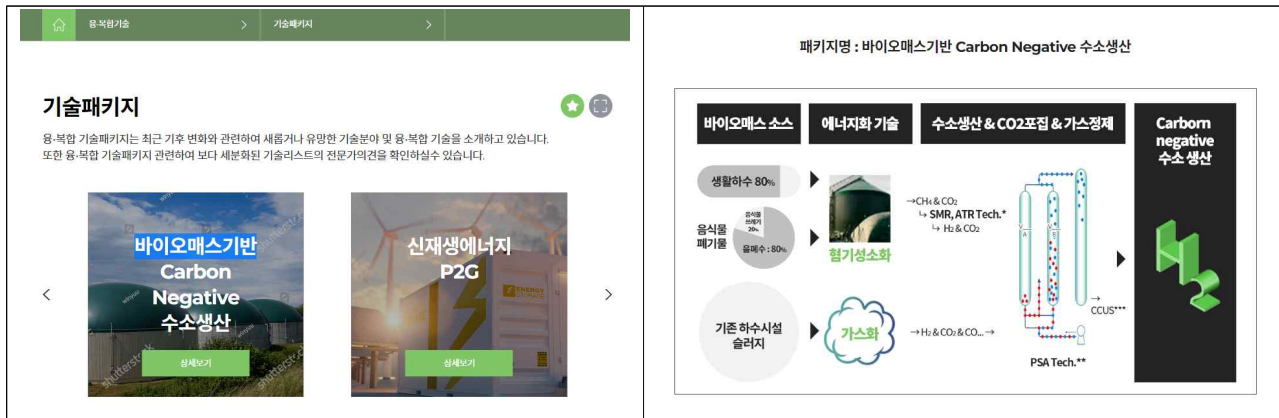 융·복합기술
기술패키지
기술패키지
융·복합 기술패키지는 최근 기후 변화와 관련하여 새롭거나 유망한 기술분야 및 융·복합 기술을 소개하고 있습니다.
또한 융·복합 기술패키지 관련하여 보다 세분화된 기술리스트의 전문가의견을 확인하실수 있습니다.
바이오매스기반
Carbon
Negative
수소생산
상세보기
신재생에너지
P2G
ENERGY
STORAGE
상세보기
shutterstock
패키지명 : 바이오매스기반 Carbon Negative 수소생산
바이오매스 소스
에너지화 기술
수소생산 & CO2포집 & 가스정제
Carborn
negative
수소 생산
생활하수 80%
음식물
폐기물
음식물
쓰레기
20%
음폐수 : 80%
혐기성소화
→CH4 & CO2
↳ SMR, ATR Tech.*
↳ H2 & CO2
A
B
기존 하수시설
슬러지
가스화
→H2 & CO2 & CO... →
→
CCUS***
PSA Tech.**
H2